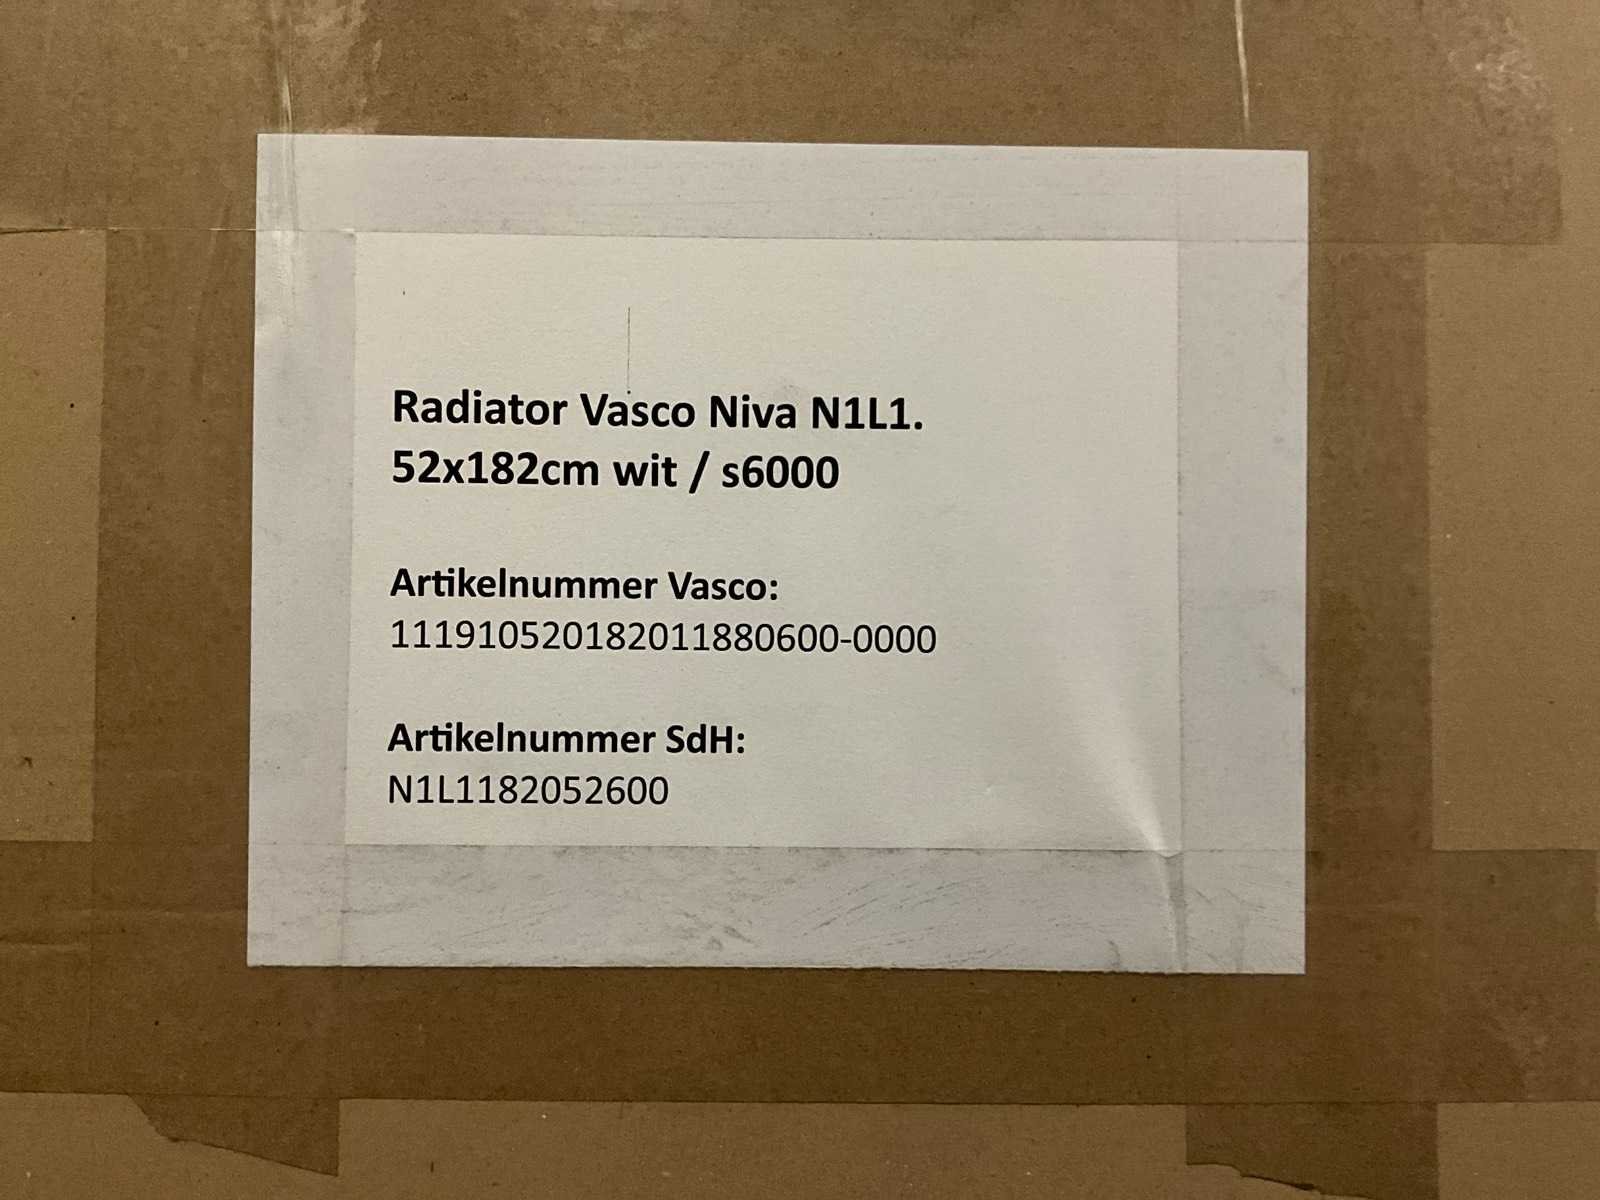 Radiator Vasco Niva N1L1.
52x182cm wit / s6000
Artikelnummer Vasco:
111910520182011880600-0000
Artikelnummer SdH:
N1L1182052600